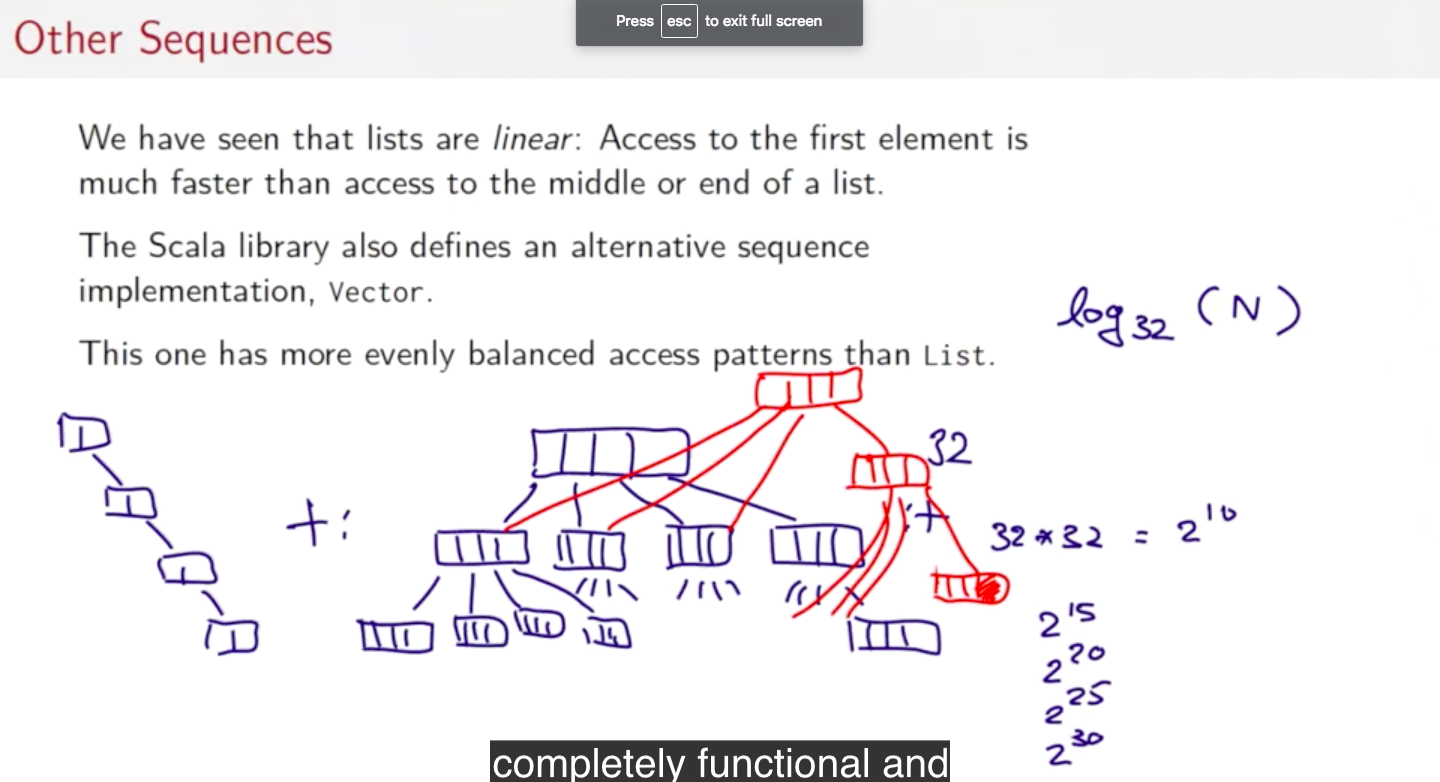 Other Sequences
Press esc to exit full screen
We have seen that lists are linear: Access to the first element is
much faster than access to the middle or end of a list.
The Scala library also defines an alternative sequence
implementation, Vector.
log32 (N)
This one has more evenly balanced access patterns than List.
32
+:
:+
32 * 32 = 2^10
2^15
2^20
2^25
2^30
completely functional and